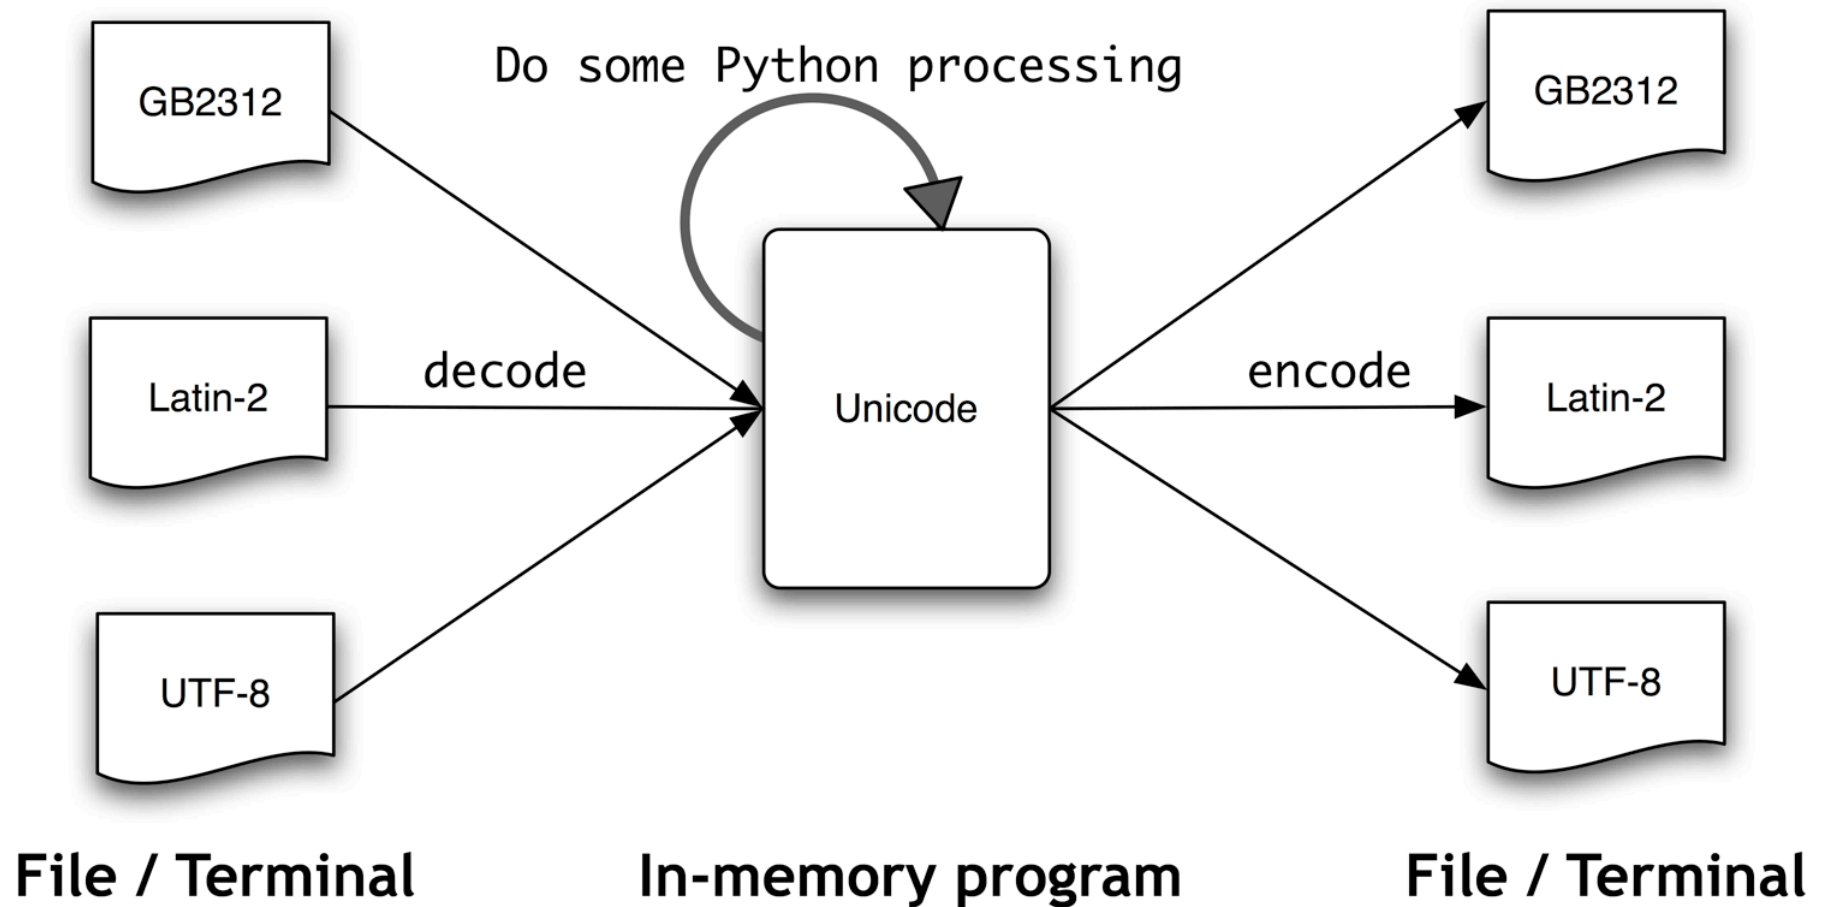 Do some Python processing
GB2312
GB2312
decode
Latin-2
Unicode
encode
Latin-2
UTF-8
UTF-8
File / Terminal
In-memory program
File / Terminal